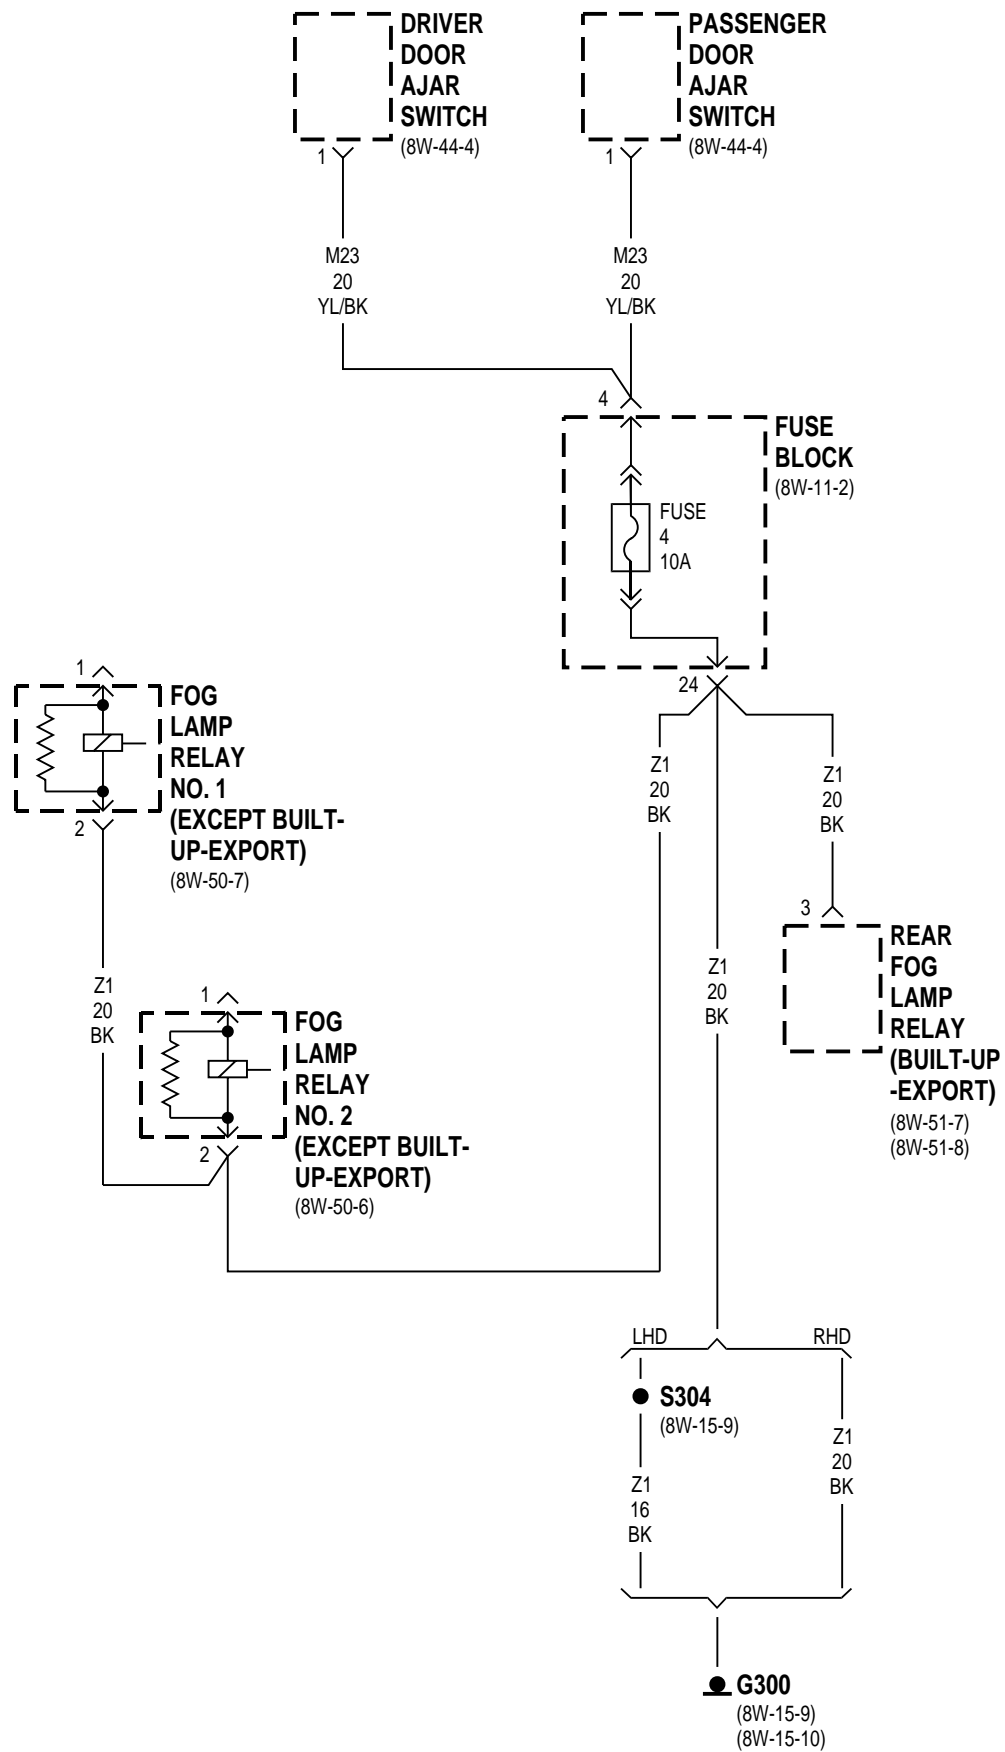 DRIVER
DOOR
AJAR
SWITCH
(8W-44-4)
1
PASSENGER
DOOR
AJAR
SWITCH
(8W-44-4)
1
M23
20
YL/BK
M23
20
YL/BK
4
FUSE
BLOCK
(8W-11-2)
FUSE
4
10A
24
1
FOG
LAMP
RELAY
NO. 1
(EXCEPT BUILT-
UP-EXPORT)
(8W-50-7)
2
Z1
20
BK
Z1
20
BK
3
REAR
FOG
LAMP
RELAY
(BUILT-UP
-EXPORT)
(8W-51-7)
(8W-51-8)
Z1
20
BK
Z1
20
BK
1
FOG
LAMP
RELAY
NO. 2
(EXCEPT BUILT-
UP-EXPORT)
(8W-50-6)
2
LHD
RHD
S304
(8W-15-9)
Z1
16
BK
Z1
20
BK
G300
(8W-15-9)
(8W-15-10)